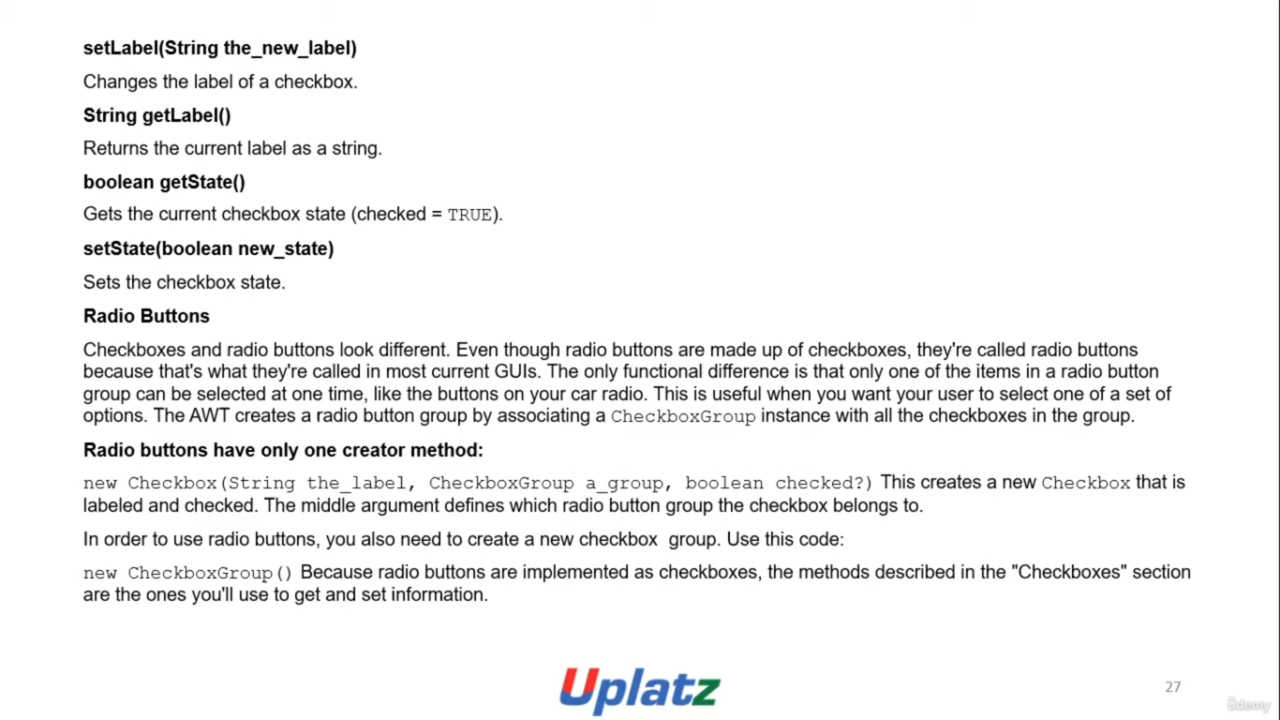 setLabel(String the_new_label)
Changes the label of a checkbox.
String getLabel()
Returns the current label as a string.
boolean getState()
Gets the current checkbox state (checked = TRUE).
setState(boolean new_state)
Sets the checkbox state.
Radio Buttons
Checkboxes and radio buttons look different. Even though radio buttons are made up of checkboxes, they're called radio buttons
because that's what they're called in most current GUIs. The only functional difference is that only one of the items in a radio button
group can be selected at one time, like the buttons on your car radio. This is useful when you want your user to select one of a set of
options. The AWT creates a radio button group by associating a CheckboxGroup instance with all the checkboxes in the group.
Radio buttons have only one creator method:
new Checkbox(String the_label, CheckboxGroup a_group, boolean checked?) This creates a new Checkbox that is
labeled and checked. The middle argument defines which radio button group the checkbox belongs to.
In order to use radio buttons, you also need to create a new checkbox  group. Use this code:
new CheckboxGroup() Because radio buttons are implemented as checkboxes, the methods described in the "Checkboxes" section
are the ones you'll use to get and set information.
Uplatz
27
ûdemy